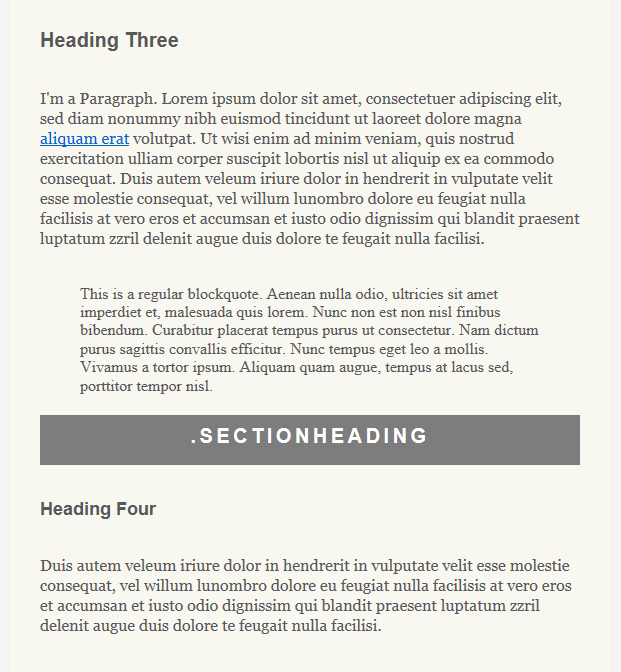 Heading Three
I'm a Paragraph. Lorem ipsum dolor sit amet, consectetuer adipiscing elit,
sed diam nonummy nibh euismod tincidunt ut laoreet dolore magna
aliquam erat volutpat. Ut wisi enim ad minim veniam, quis nostrud
exercitation ulliam corper suscipit lobortis nisl ut aliquip ex ea commodo
consequat. Duis autem veleum iriure dolor in hendrerit in vulputate velit
esse molestie consequat, vel willum lunombro dolore eu feugiat nulla
facilisis at vero eros et accumsan et iusto odio dignissim qui blandit praesent
luptatum zzril delenit augue duis dolore te feugait nulla facilisi.
This is a regular blockquote. Aenean nulla odio, ultricies sit amet
imperdiet et, malesuada quis lorem. Nunc non est non nisl finibus
bibendum. Curabitur placerat tempus purus ut consectetur. Nam dictum
purus sagittis convallis efficitur. Nunc tempus eget leo a mollis.
Vivamus a tortor ipsum. Aliquam quam augue, tempus at lacus sed,
porttitor tempor nisl.
.SECTIONHEADING
Heading Four
Duis autem veleum iriure dolor in hendrerit in vulputate velit esse molestie
consequat, vel willum lunombro dolore eu feugiat nulla facilisis at vero eros
et accumsan et iusto odio dignissim qui blandit praesent luptatum zzril
delenit augue duis dolore te feugait nulla facilisi.